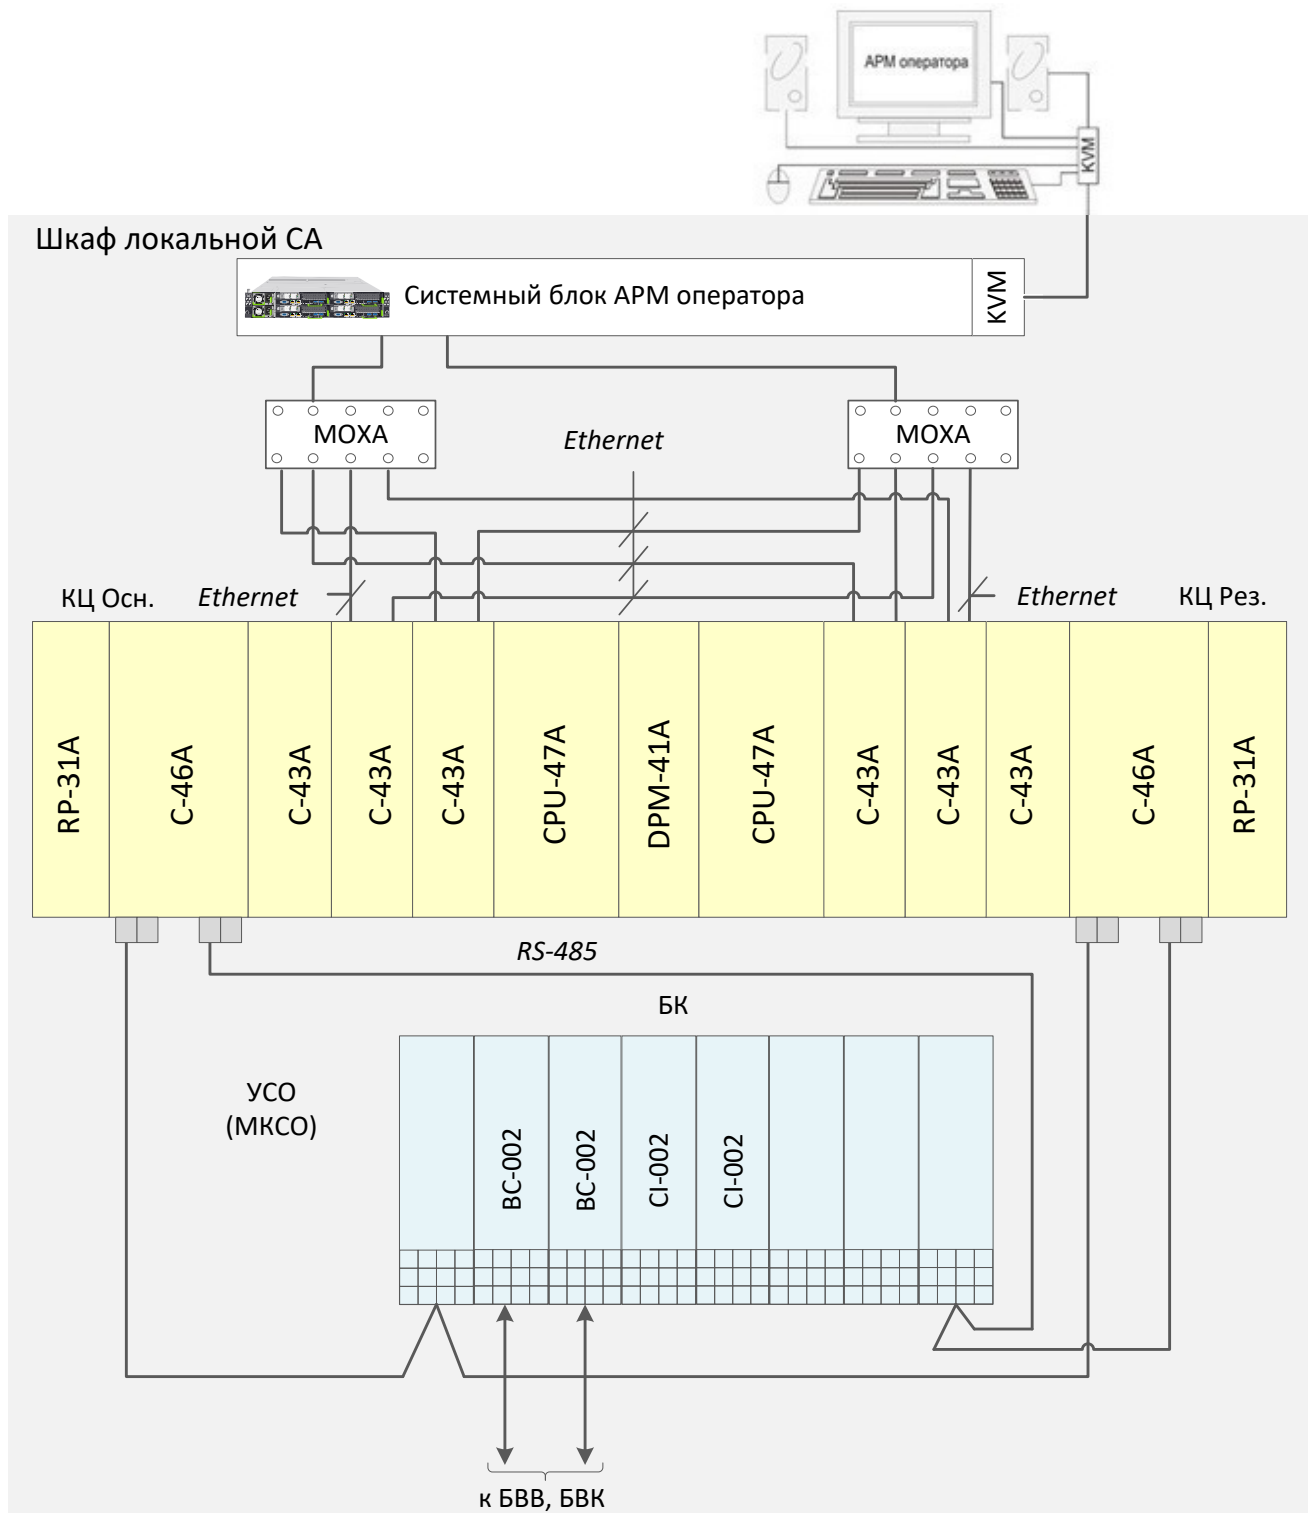 АРМ оператора
KVM
Шкаф локальной СА
Системный блок АРМ оператора
KVM
MOXA
MOXA
Ethernet
КЦ Осн.
Ethernet
Ethernet
КЦ Рез.
RP-31A
C-46A
C-43A
C-43A
C-43A
CPU-47A
DPM-41A
CPU-47A
C-43A
C-43A
C-43A
C-46A
RP-31A
RS-485
БК
УСО
(МКСО)
BC-002
BC-002
CI-002
CI-002
к БВВ, БВК